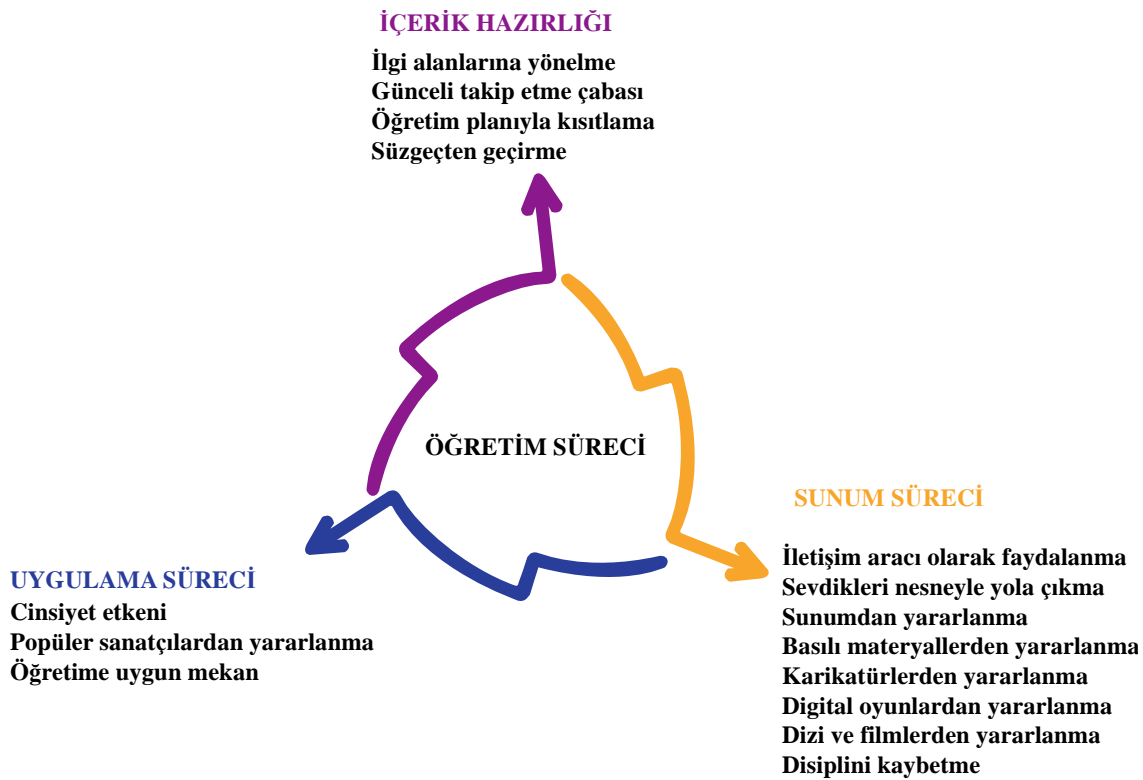 İÇERİK HAZIRLIĞI
İlgi alanlarına yönelme
Günceli takip etme çabası
Öğretim planıyla kısıtlama
Süzgeçten geçirme
ÖĞRETİM SÜRECİ
SUNUM SÜRECİ
İletişim aracı olarak faydalanma
Sevdikleri nesneyle yola çıkma
Sunumdan yararlanma
Basılı materyallerden yararlanma
Karikatürlerden yararlanma
Digital oyunlardan yararlanma
Dizi ve filmlerden yararlanma
Disiplini kaybetme
UYGULAMA SÜRECİ
Cinsiyet etkeni
Popüler sanatçılardan yararlanma
Öğretime uygun mekan